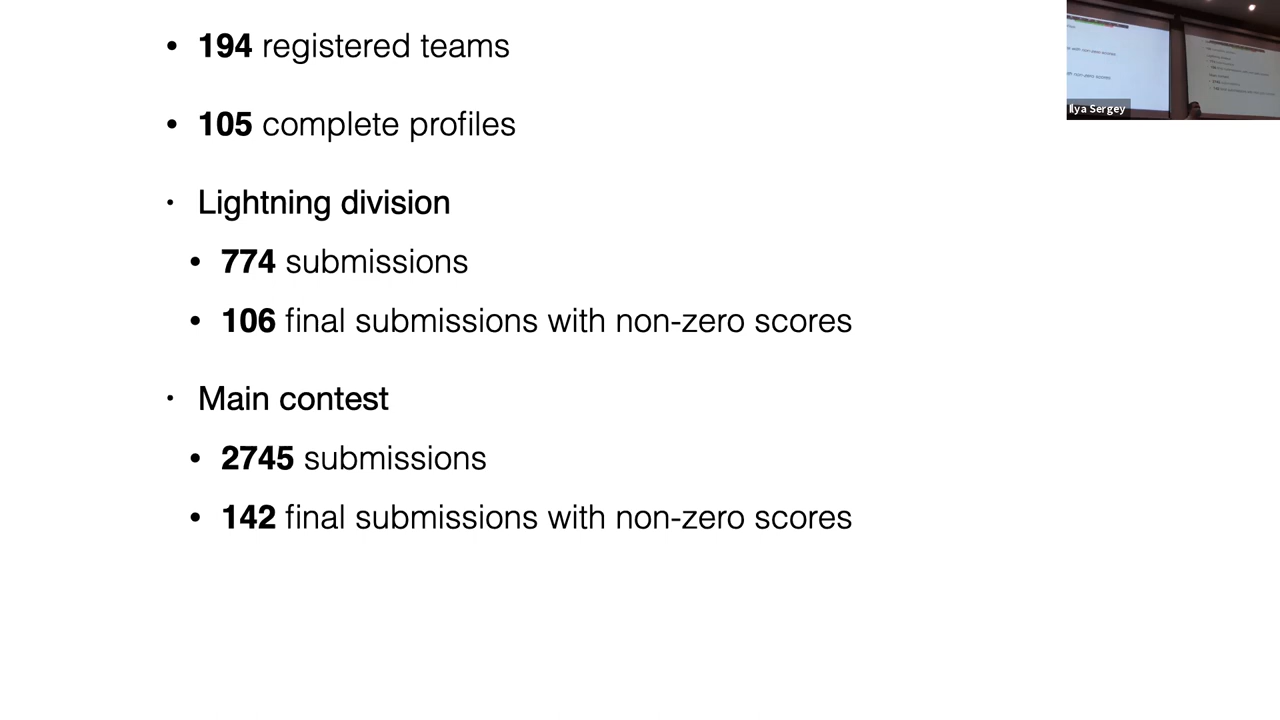 • 194 registered teams
• 105 complete profiles
• Lightning division
• 774 submissions
• 106 final submissions with non-zero scores
• Main contest
• 2745 submissions
• 142 final submissions with non-zero scores
Ilya Sergey